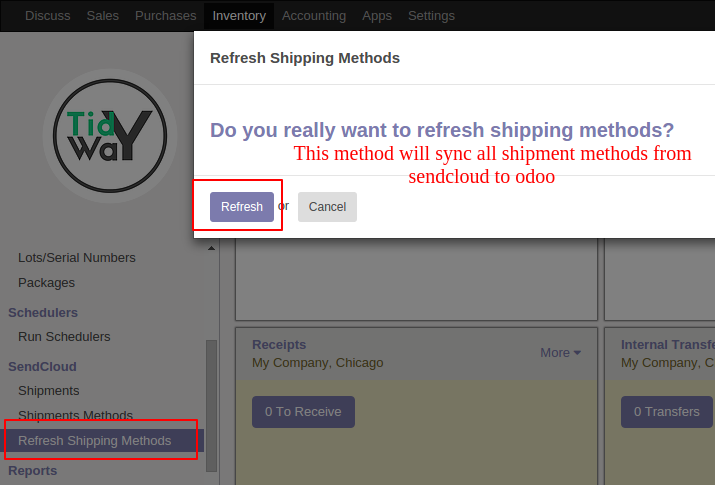 Discuss Sales Purchases Inventory Accounting Apps Settings
Refresh Shipping Methods
Do you really want to refresh shipping methods?
This method will sync all shipment methods from
sendcloud to odoo
Refresh or Cancel
Tidy
Way
Lots/Serial Numbers
Packages
Schedulers
Run Schedulers
SendCloud
Shipments
Shipments Methods
Refresh Shipping Methods
Reports
Receipts
More
My Company, Chicago
0 To Receive
Internal Transfe
My Company, C
0 Transfers